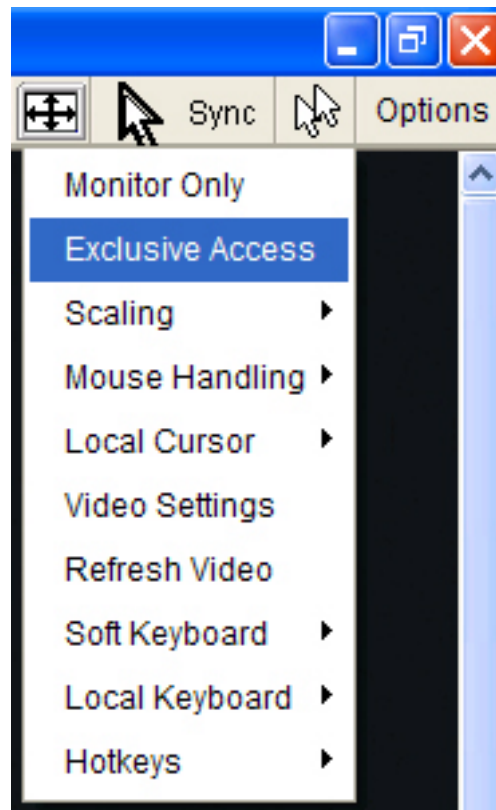 Sync Options
Monitor Only
Exclusive Access
Scaling
Mouse Handling
Local Cursor
Video Settings
Refresh Video
Soft Keyboard
Local Keyboard
Hotkeys